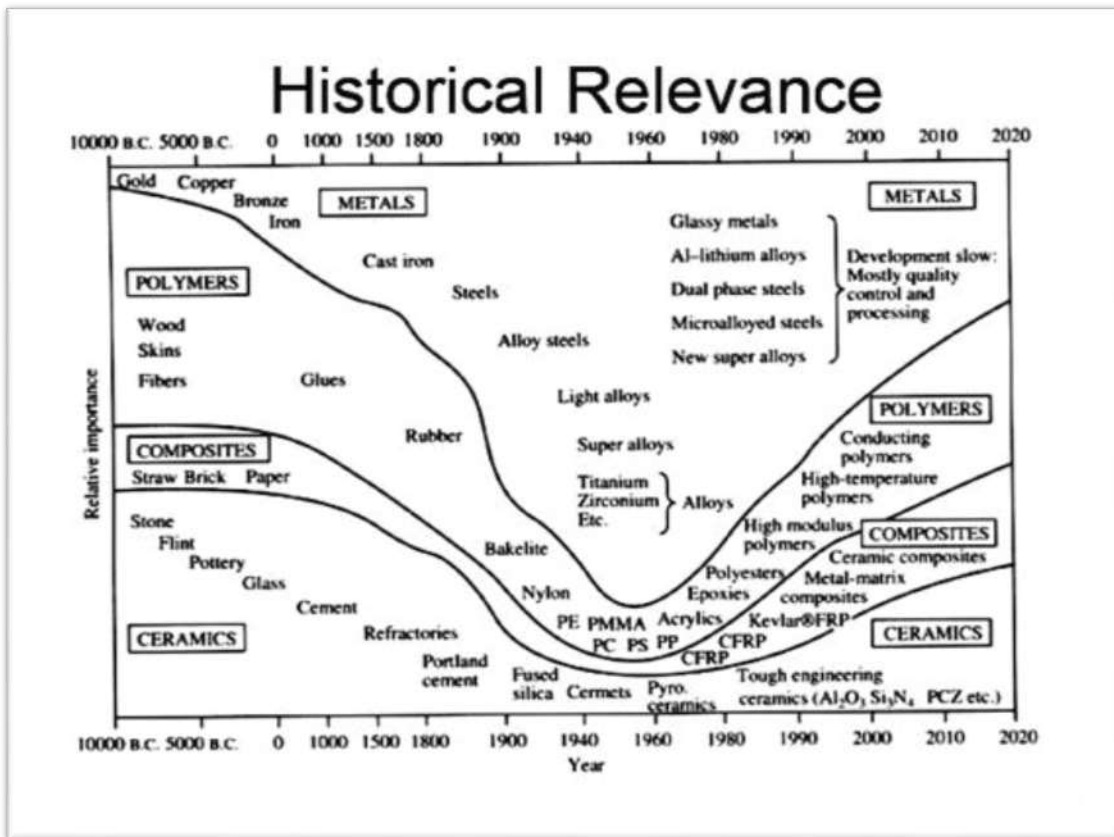 Historical Relevance
10000 B.C. 5000 B.C. 0 1000 1500 1800 1900 1940 1960 1980 1990 2000 2010 2020
Gold Copper
Bronze
Iron
METALS
Cast iron
Steels
Alloy steels
Light alloys
Super alloys
Titanium
Zirconium
Etc.
Alloys
METALS
Glassy metals
Al–lithium alloys
Dual phase steels
Microalloyed steels
New super alloys
Development slow:
Mostly quality
control and
processing
Relative importance
POLYMERS
Wood
Skins
Fibers
Glues
Rubber
Bakelite
Nylon
PE PMMA Acrylics
PC PS PP
Polyesters
Epoxies
High modulus
polymers
POLYMERS
Conducting
polymers
High-temperature
polymers
COMPOSITES
Straw Brick Paper
CFRP
CFRP
Kevlar®FRP
Metal-matrix
composites
COMPOSITES
Ceramic composites
Stone
Flint
Pottery
Glass
Cement
CERAMICS
Refractories
Portland
cement
Fused
silica
Cermets
Pyro.
ceramics
CERAMICS
Tough engineering
ceramics (Al₂O₃ Si₃N₄ PCZ etc.)
10000 B.C. 5000 B.C. 0 1000 1500 1800 1900 1940 1960 1980 1990 2000 2010 2020
Year